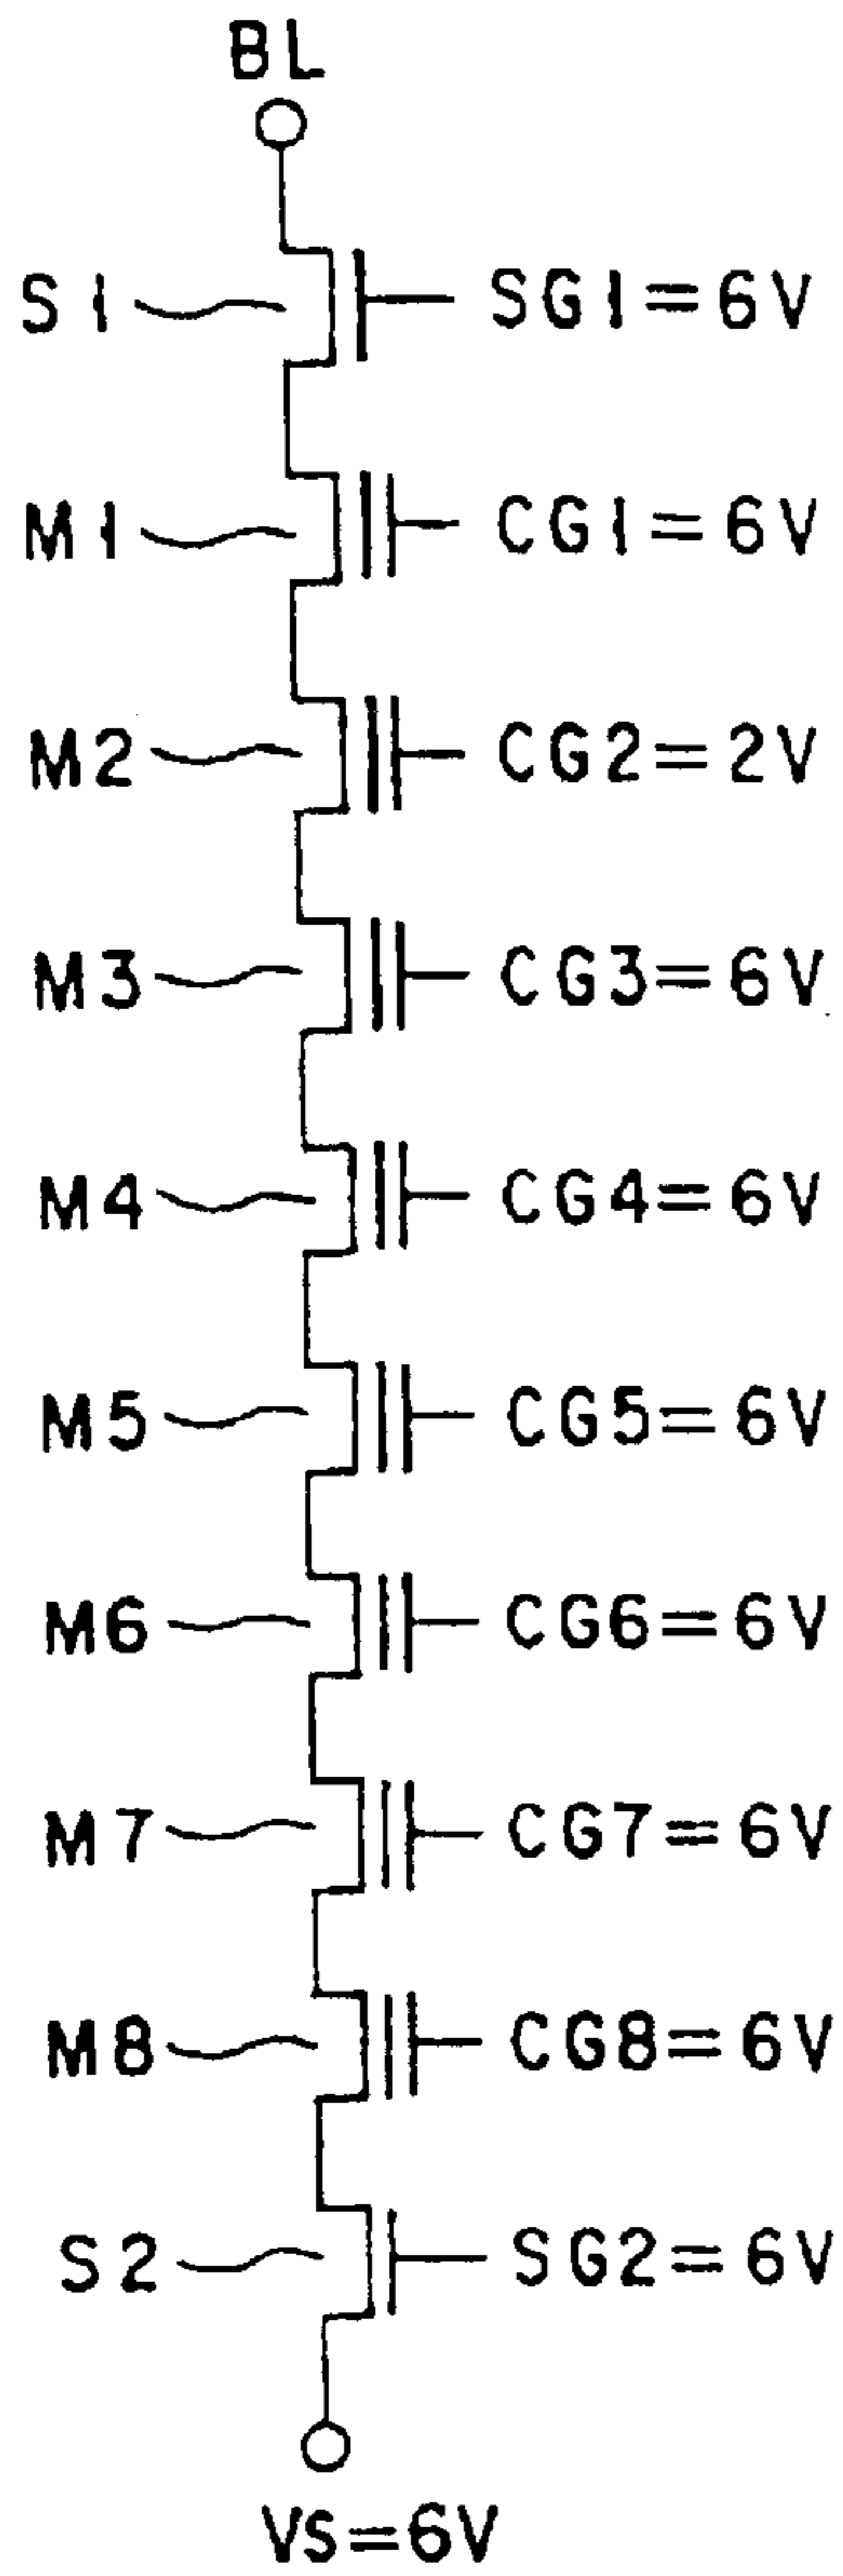 BL
S1 SG1=6V
M1 CG1=6V
M2 CG2=2V
M3 CG3=6V
M4 CG4=6V
M5 CG5=6V
M6 CG6=6V
M7 CG7=6V
M8 CG8=6V
S2 SG2=6V
VS=6V